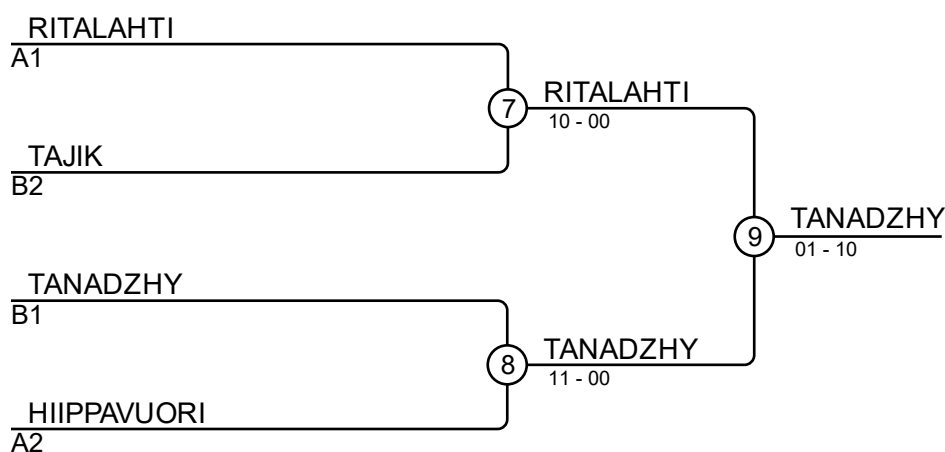 RITALAHTI
A1
7
RITALAHTI
10 - 00
TAJIK
B2
9
TANADZHY
01 - 10
TANADZHY
B1
8
TANADZHY
11 - 00
HIIPPAVUORI
A2